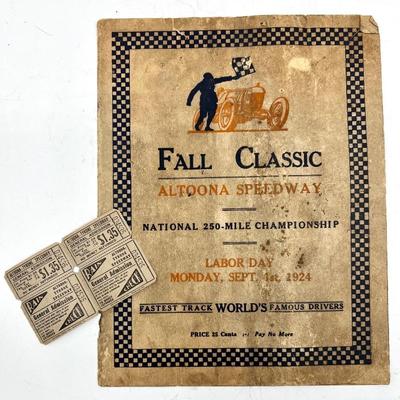 FALL CLASSIC
ALTOONA SPEEDWAY
NATIONAL 250-MILE CHAMPIONSHIP
LABOR DAY
MONDAY, SEPT. 1st, 1924
FASTEST TRACK WORLD'S FAMOUS DRIVERS
PRICE 25 Cents Pay No More
$1.35
$1.35
General Admission
General Admission